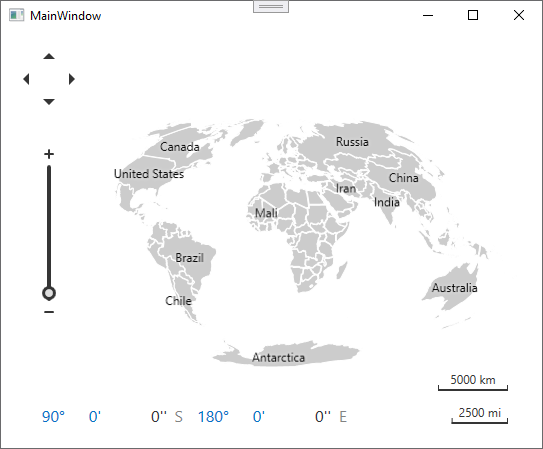 MainWindow
Canada
Russia
United States
China
Iran
India
Mali
Brazil
Australia
Chile
Antarctica
5000 km
2500 mi
90° 0' 0'' S 180° 0' 0'' E